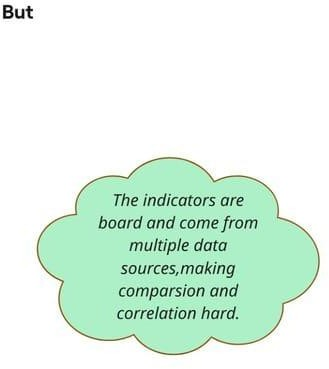 But
The indicators are
board and come from
multiple data
sources,making
comparsion and
correlation hard.